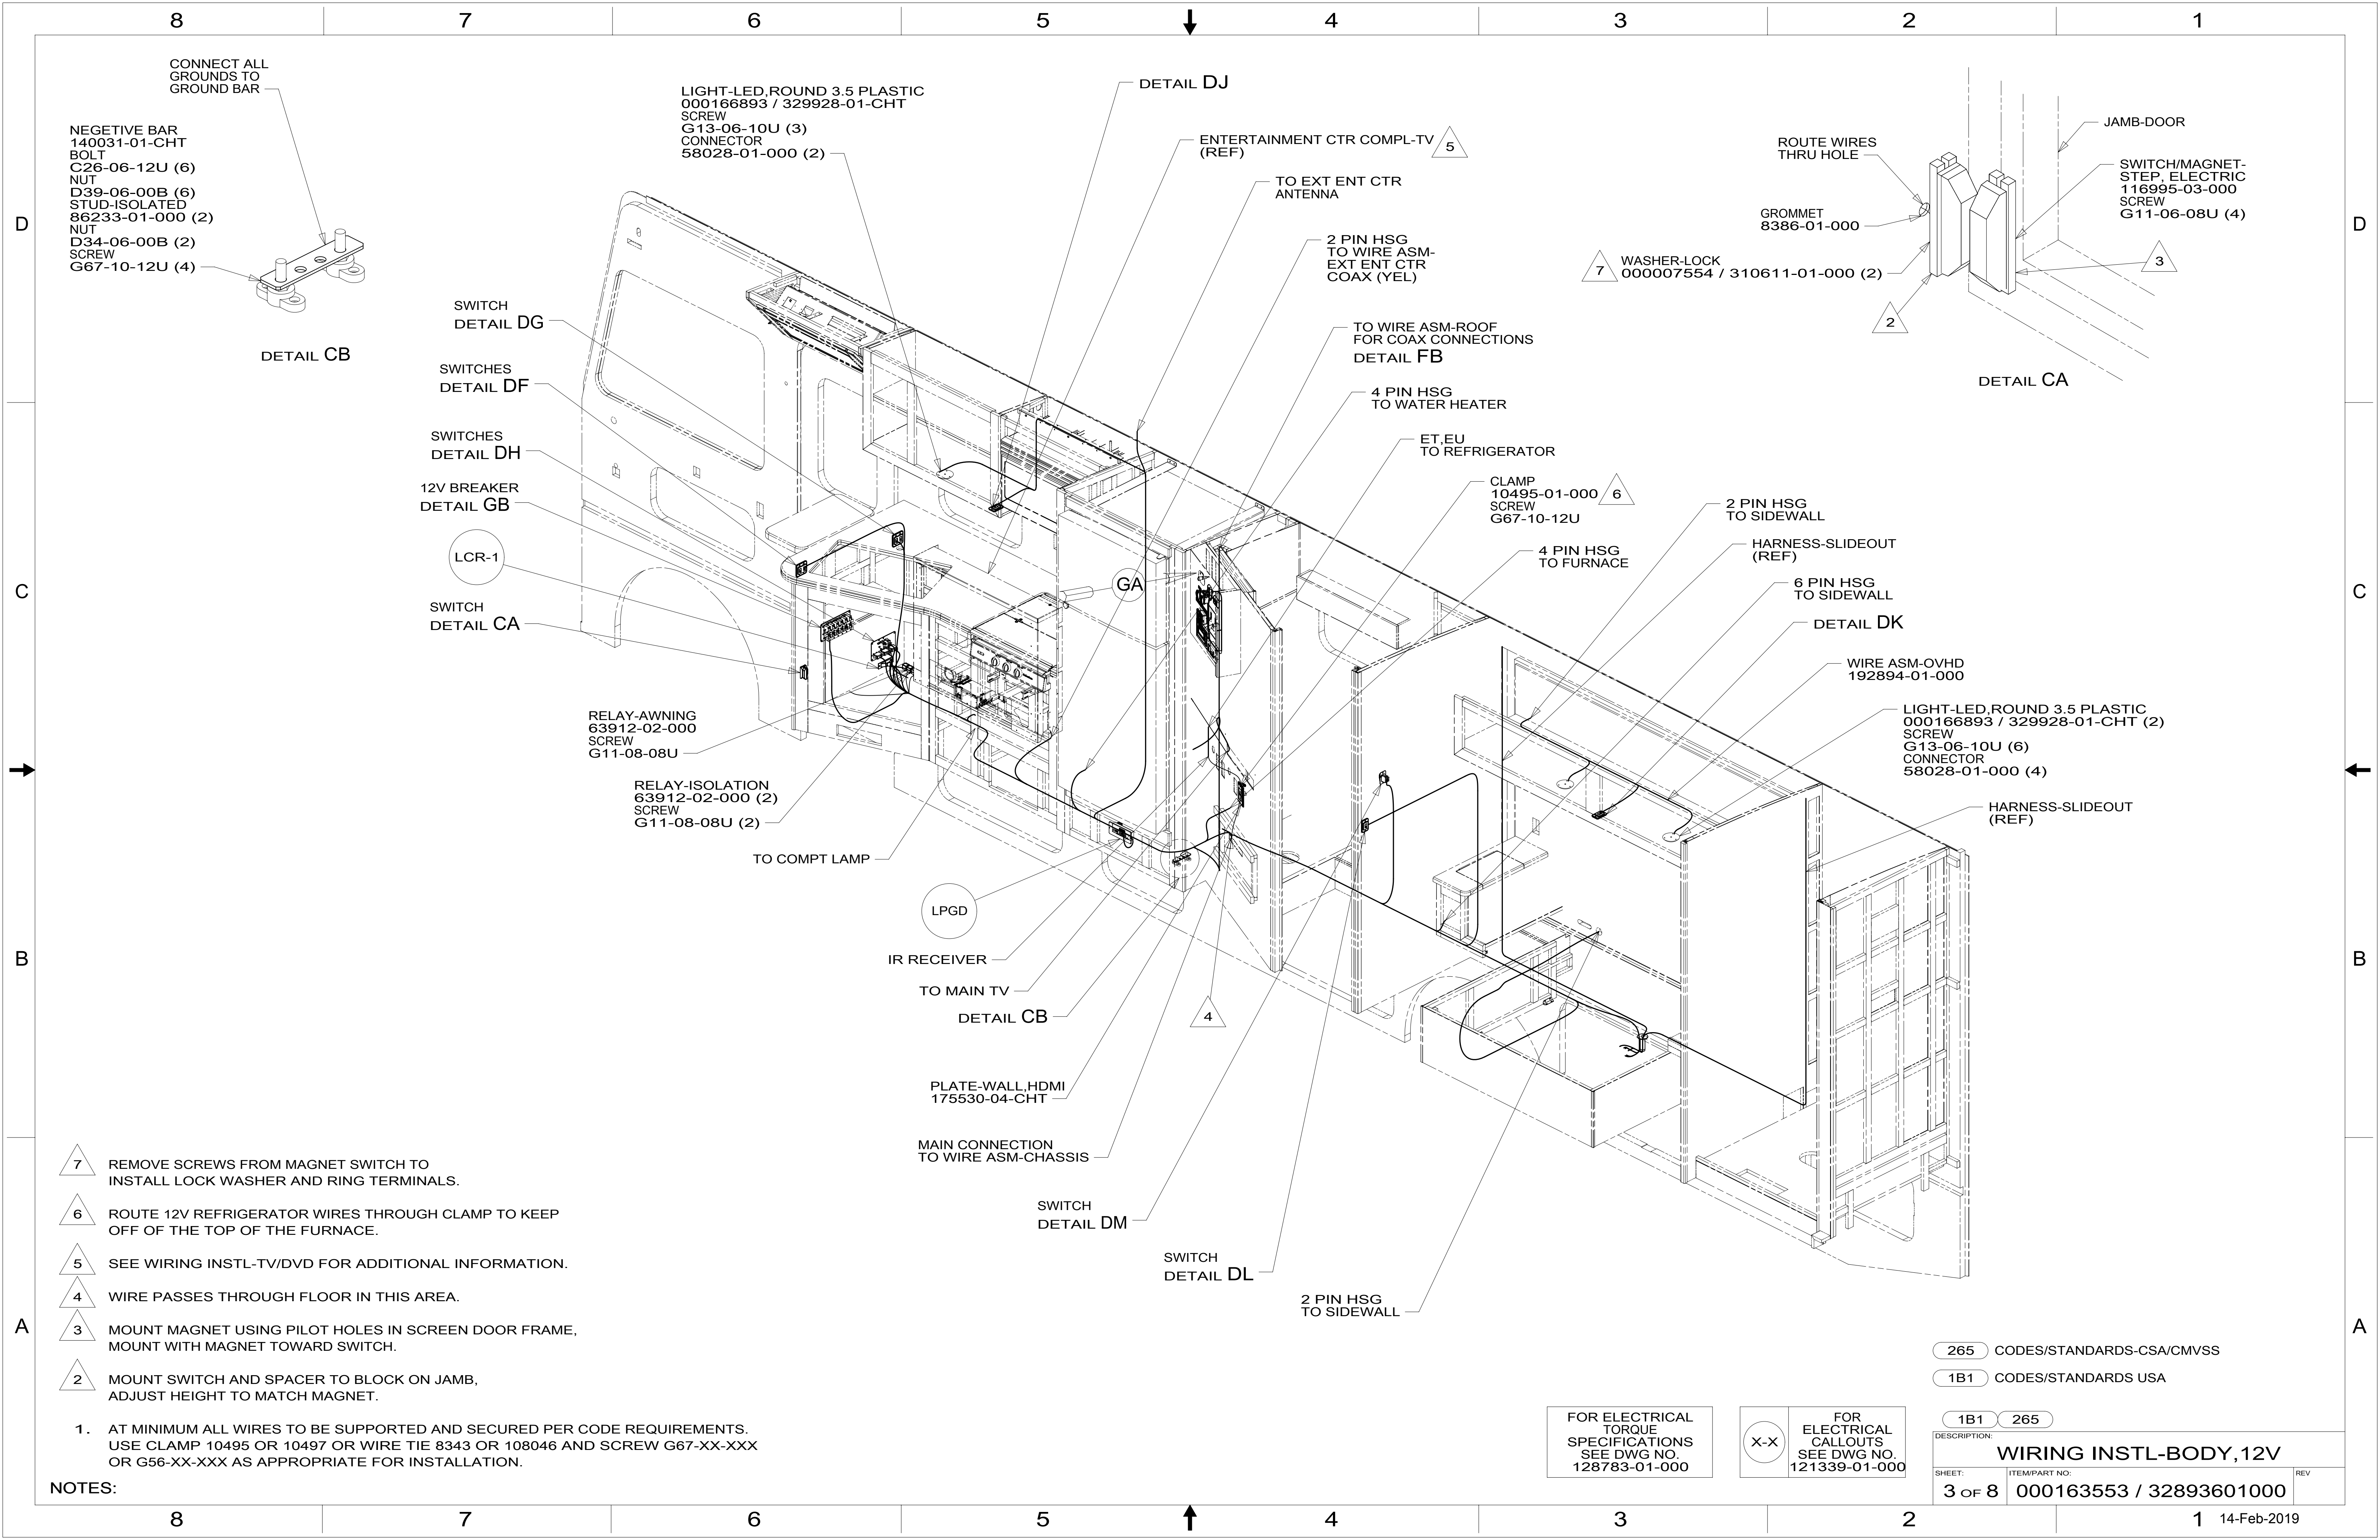 8 7 6 5 4 3 2 1
D
C
B
A
D
C
B
A
CONNECT ALL
GROUNDS TO
GROUND BAR
NEGETIVE BAR
140031-01-CHT
BOLT
C26-06-12U (6)
NUT
D39-06-00B (6)
STUD-ISOLATED
86233-01-000 (2)
NUT
D34-06-00B (2)
SCREW
G67-10-12U (4)
DETAIL CB
LIGHT-LED,ROUND 3.5 PLASTIC
000166893 / 329928-01-CHT
SCREW
G13-06-10U (3)
CONNECTOR
58028-01-000 (2)
DETAIL DJ
ENTERTAINMENT CTR COMPL-TV
(REF)
5
TO EXT ENT CTR
ANTENNA
2 PIN HSG
TO WIRE ASM-
EXT ENT CTR
COAX (YEL)
TO WIRE ASM-ROOF
FOR COAX CONNECTIONS
DETAIL FB
4 PIN HSG
TO WATER HEATER
ET,EU
TO REFRIGERATOR
CLAMP
10495-01-000
6
SCREW
G67-10-12U
4 PIN HSG
TO FURNACE
ROUTE WIRES
THRU HOLE
GROMMET
8386-01-000
7
WASHER-LOCK
000007554 / 310611-01-000 (2)
2
JAMB-DOOR
SWITCH/MAGNET-
STEP, ELECTRIC
116995-03-000
SCREW
G11-06-08U (4)
3
DETAIL CA
SWITCH
DETAIL DG
SWITCHES
DETAIL DF
SWITCHES
DETAIL DH
12V BREAKER
DETAIL GB
LCR-1
SWITCH
DETAIL CA
GA
2 PIN HSG
TO SIDEWALL
HARNESS-SLIDEOUT
(REF)
6 PIN HSG
TO SIDEWALL
DETAIL DK
WIRE ASM-OVHD
192894-01-000
LIGHT-LED,ROUND 3.5 PLASTIC
000166893 / 329928-01-CHT (2)
SCREW
G13-06-10U (6)
CONNECTOR
58028-01-000 (4)
HARNESS-SLIDEOUT
(REF)
RELAY-AWNING
63912-02-000
SCREW
G11-08-08U
RELAY-ISOLATION
63912-02-000 (2)
SCREW
G11-08-08U (2)
TO COMPT LAMP
LPGD
IR RECEIVER
TO MAIN TV
DETAIL CB
4
PLATE-WALL,HDMI
175530-04-CHT
MAIN CONNECTION
TO WIRE ASM-CHASSIS
SWITCH
DETAIL DM
SWITCH
DETAIL DL
2 PIN HSG
TO SIDEWALL
7 REMOVE SCREWS FROM MAGNET SWITCH TO
INSTALL LOCK WASHER AND RING TERMINALS.
6 ROUTE 12V REFRIGERATOR WIRES THROUGH CLAMP TO KEEP
OFF OF THE TOP OF THE FURNACE.
5 SEE WIRING INSTL-TV/DVD FOR ADDITIONAL INFORMATION.
4 WIRE PASSES THROUGH FLOOR IN THIS AREA.
3 MOUNT MAGNET USING PILOT HOLES IN SCREEN DOOR FRAME,
MOUNT WITH MAGNET TOWARD SWITCH.
2 MOUNT SWITCH AND SPACER TO BLOCK ON JAMB,
ADJUST HEIGHT TO MATCH MAGNET.
1. AT MINIMUM ALL WIRES TO BE SUPPORTED AND SECURED PER CODE REQUIREMENTS.
USE CLAMP 10495 OR 10497 OR WIRE TIE 8343 OR 108046 AND SCREW G67-XX-XXX
OR G56-XX-XXX AS APPROPRIATE FOR INSTALLATION.
NOTES:
FOR ELECTRICAL
TORQUE
SPECIFICATIONS
SEE DWG NO.
128783-01-000
X-X
FOR
ELECTRICAL
CALLOUTS
SEE DWG NO.
121339-01-000
265 CODES/STANDARDS-CSA/CMVSS
1B1 CODES/STANDARDS USA
1B1 265
DESCRIPTION:
WIRING INSTL-BODY,12V
SHEET:
3 OF 8
ITEM/PART NO:
000163553 / 32893601000
REV
8 7 6 5 4 3 2 1
14-Feb-2019